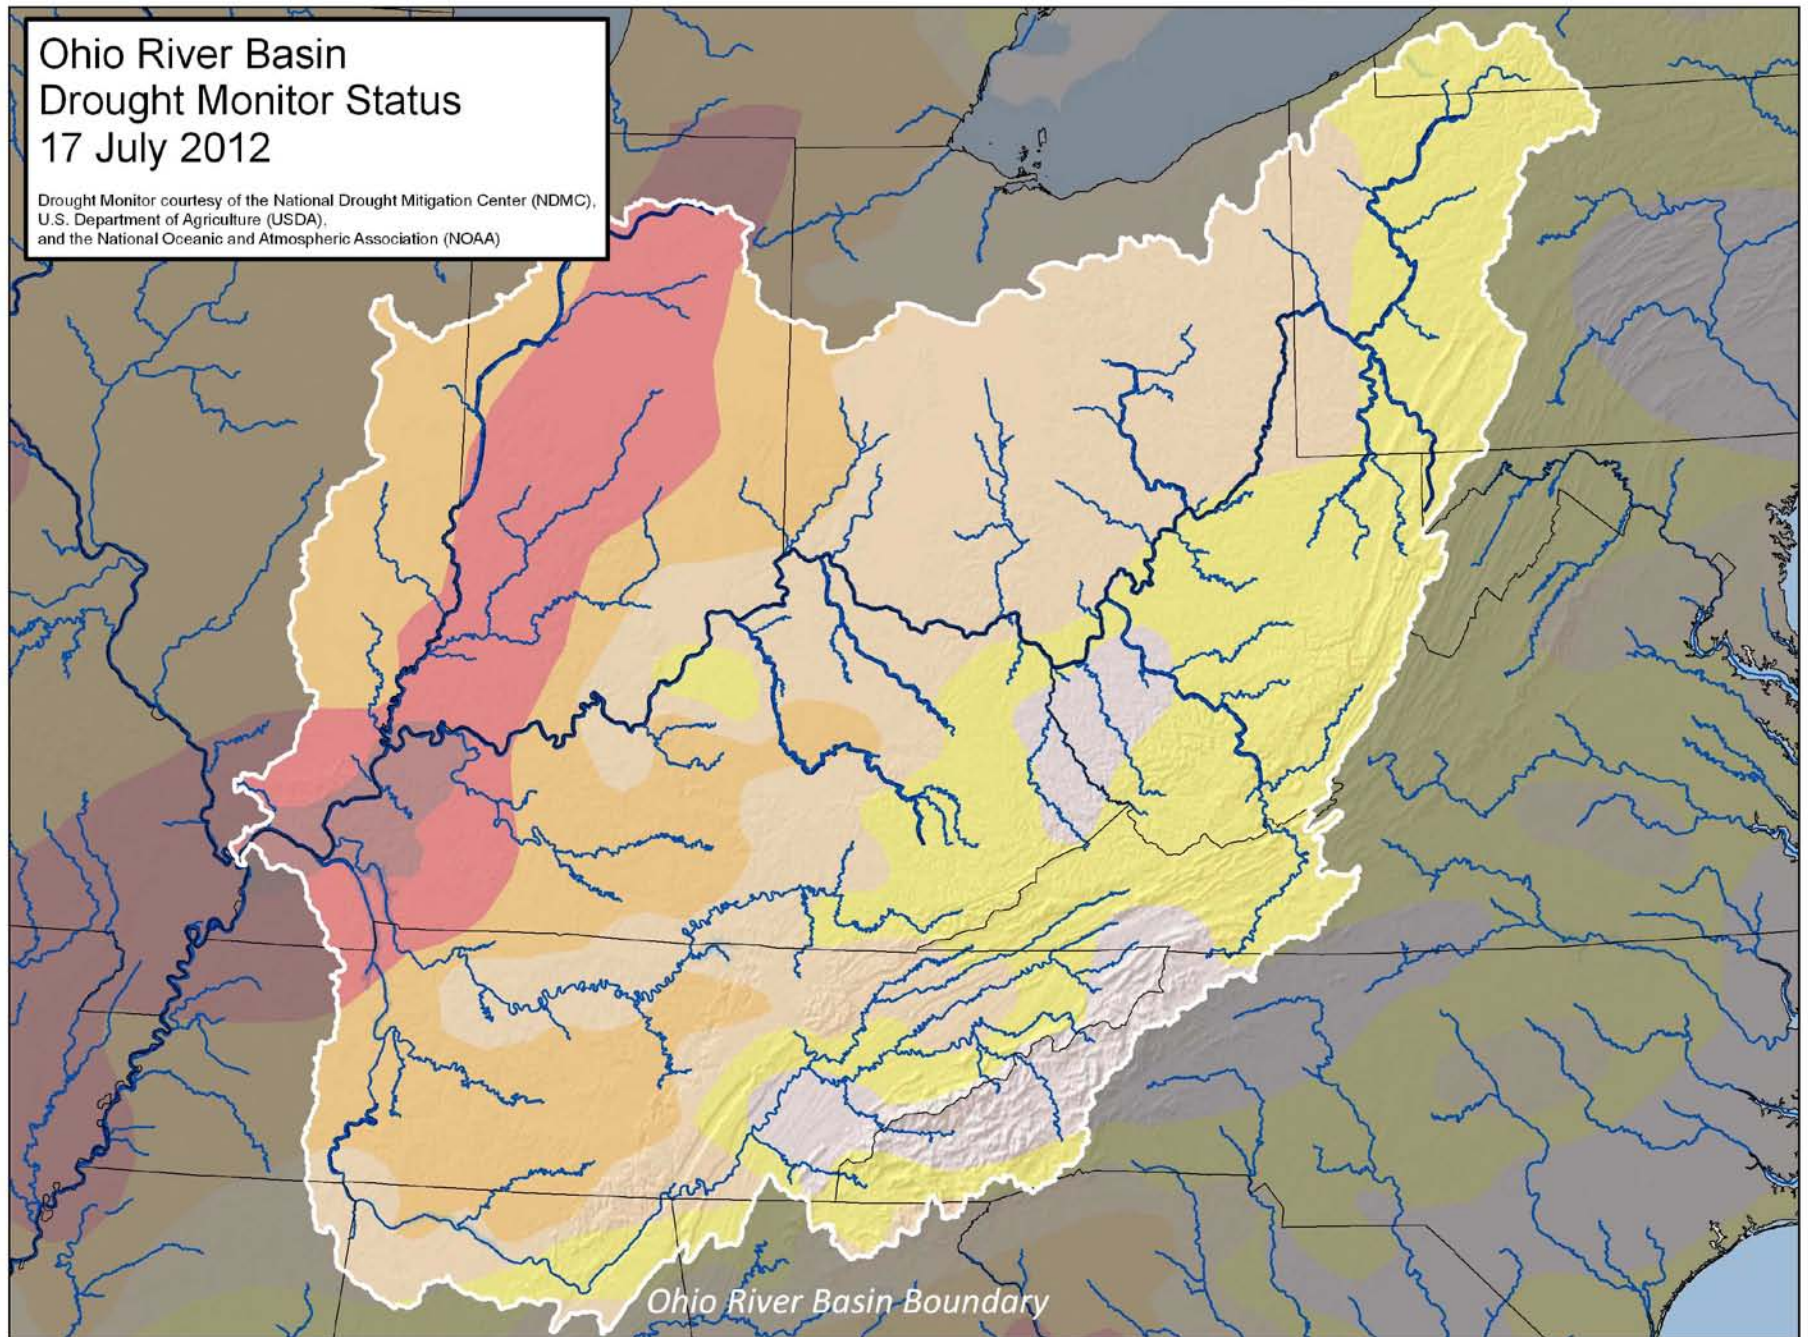 Ohio River Basin
Drought Monitor Status
17 July 2012
Drought Monitor courtesy of the National Drought Mitigation Center (NDMC),
U.S. Department of Agriculture (USDA),
and the National Oceanic and Atmospheric Association (NOAA)
Ohio River Basin Boundary